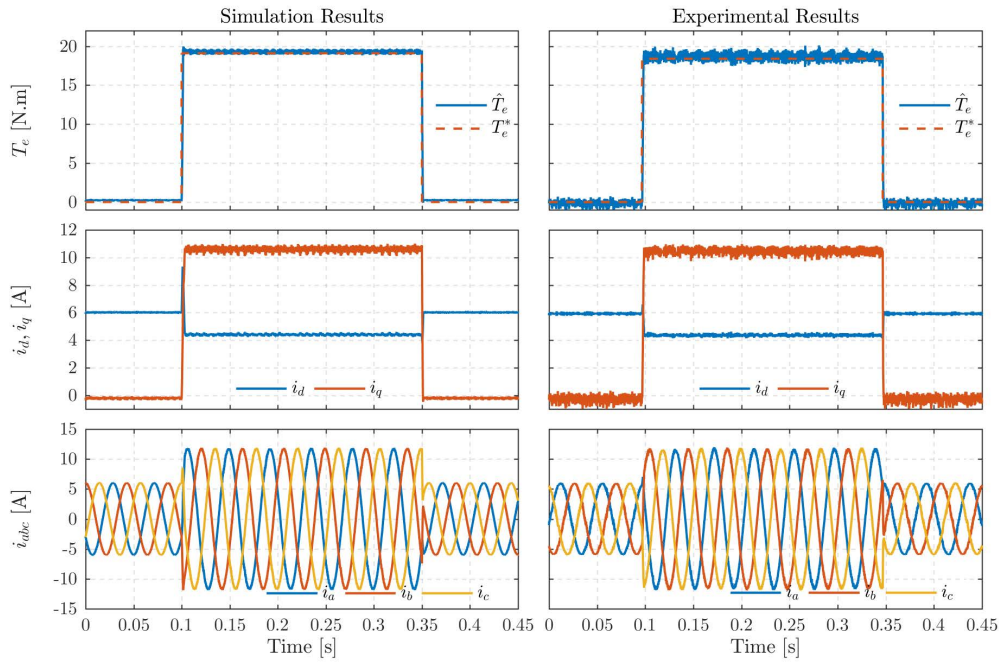 Simulation Results
Experimental Results
20
15
10
5
0
T_e [N.m]
T̂_e
T_e^*
T̂_e
T_e^*
12
10
8
6
4
2
0
i_d, i_q [A]
i_d i_q
i_d i_q
15
10
5
0
-5
-10
-15
i_abc [A]
i_a i_b i_c
i_a i_b i_c
0 0.05 0.1 0.15 0.2 0.25 0.3 0.35 0.4 0.45
0 0.05 0.1 0.15 0.2 0.25 0.3 0.35 0.4 0.45
Time [s]
Time [s]